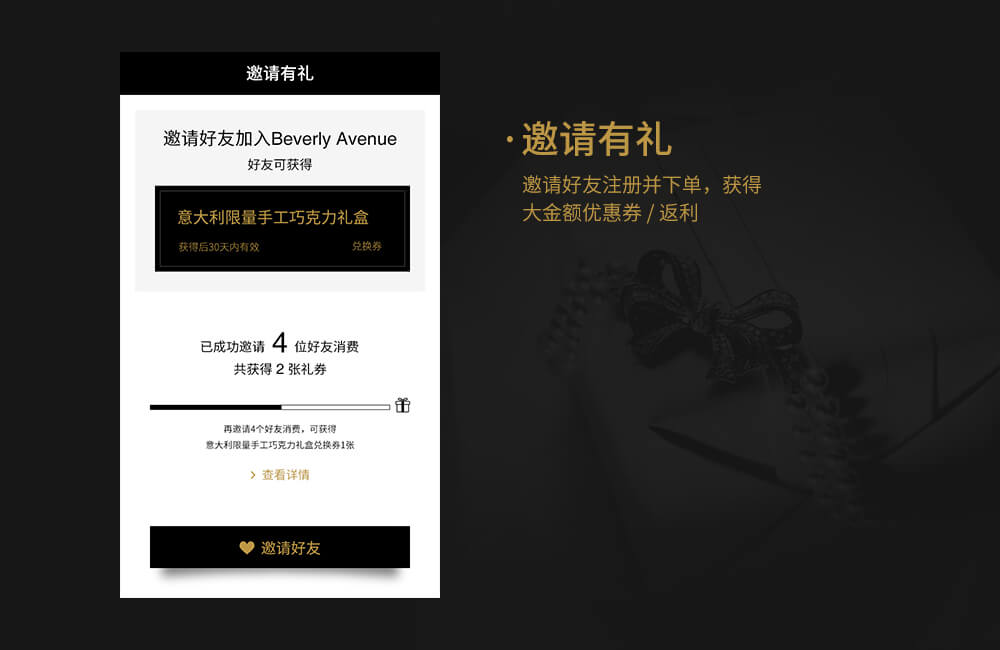 邀请有礼
邀请好友加入Beverly Avenue
好友可获得
意大利限量手工巧克力礼盒
获得后30天内有效
兑换券
已成功邀请 4 位好友消费
共获得 2 张礼券
再邀请4个好友消费，可获得
意大利限量手工巧克力礼盒兑换券1张
> 查看详情
邀请好友
·邀请有礼
邀请好友注册并下单，获得
大金额优惠券 / 返利